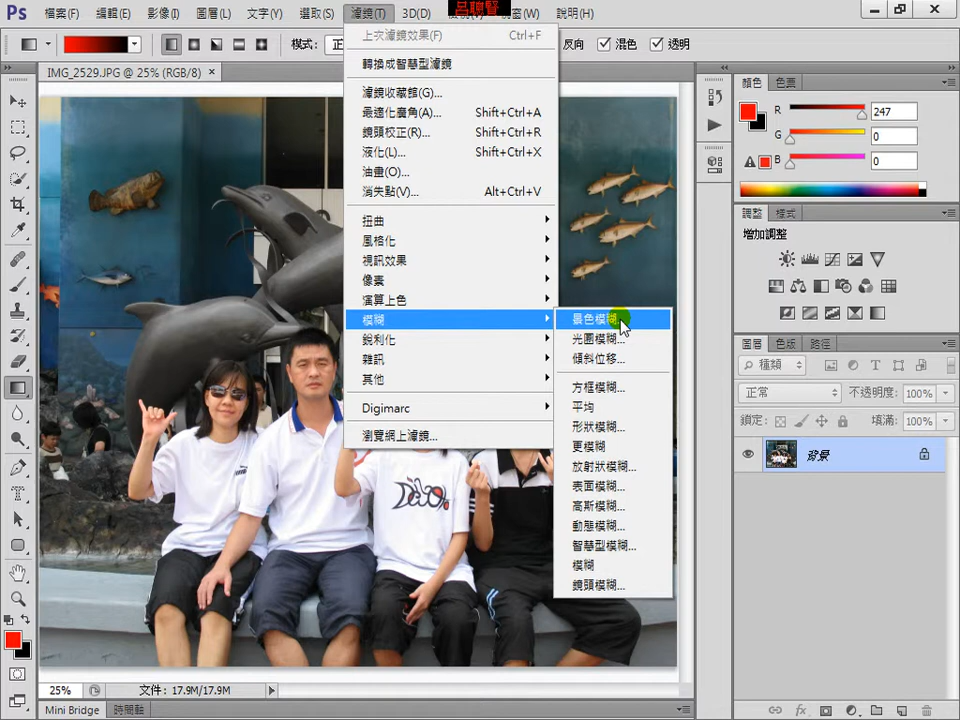 Ps 檔案(F) 編輯(E) 影像(I) 圖層(L) 文字(Y) 選取(S) 濾鏡(T) 3D(D) 說明(H)
呂聰賢
模式: 反向 混色 透明
IMG_2529.JPG @ 25% (RGB/8) ×
上次濾鏡效果(F) Ctrl+F
轉換成智慧型濾鏡
濾鏡收藏館(G)...
最適化廣角(A)... Shift+Ctrl+A
鏡頭校正(R)... Shift+Ctrl+R
液化(L)... Shift+Ctrl+X
油畫(O)...
消失點(V)... Alt+Ctrl+V
扭曲
風格化
視訊效果
像素
演算上色
模糊
銳利化
雜訊
其他
Digimarc
瀏覽網上濾鏡...
景色模糊...
光圈模糊...
傾斜位移...
方框模糊...
平均
形狀模糊...
更模糊
放射狀模糊...
表面模糊...
高斯模糊...
動態模糊...
智慧型模糊...
模糊
鏡頭模糊...
顏色 色票
R 247
G 0
B 0
調整 樣式
增加調整
圖層 色版 路徑
種類
正常 不透明度: 100%
鎖定: 填滿: 100%
背景
fx
25% 文件: 17.9M/17.9M
Mini Bridge 時間軸